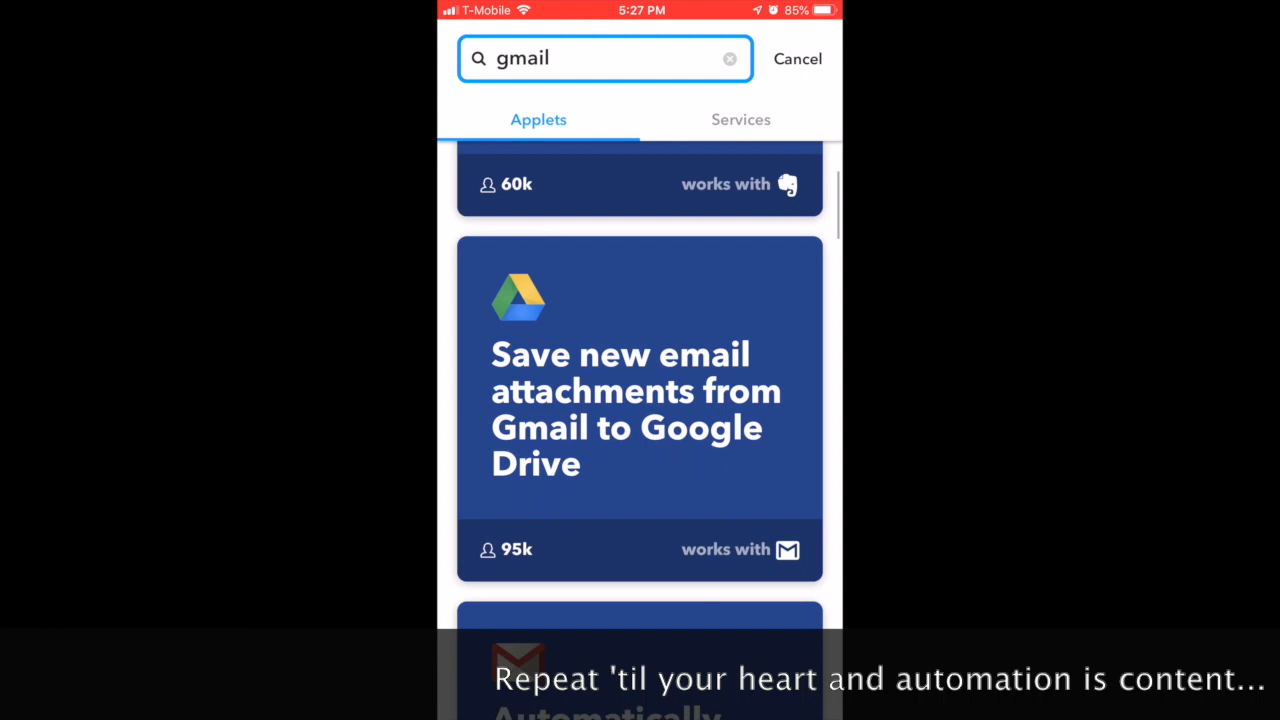 T-Mobile 5:27 PM 85%
gmail Cancel
Applets Services
60k works with
Save new email
attachments from
Gmail to Google
Drive
95k works with
Automatically
Repeat 'til your heart and automation is content...